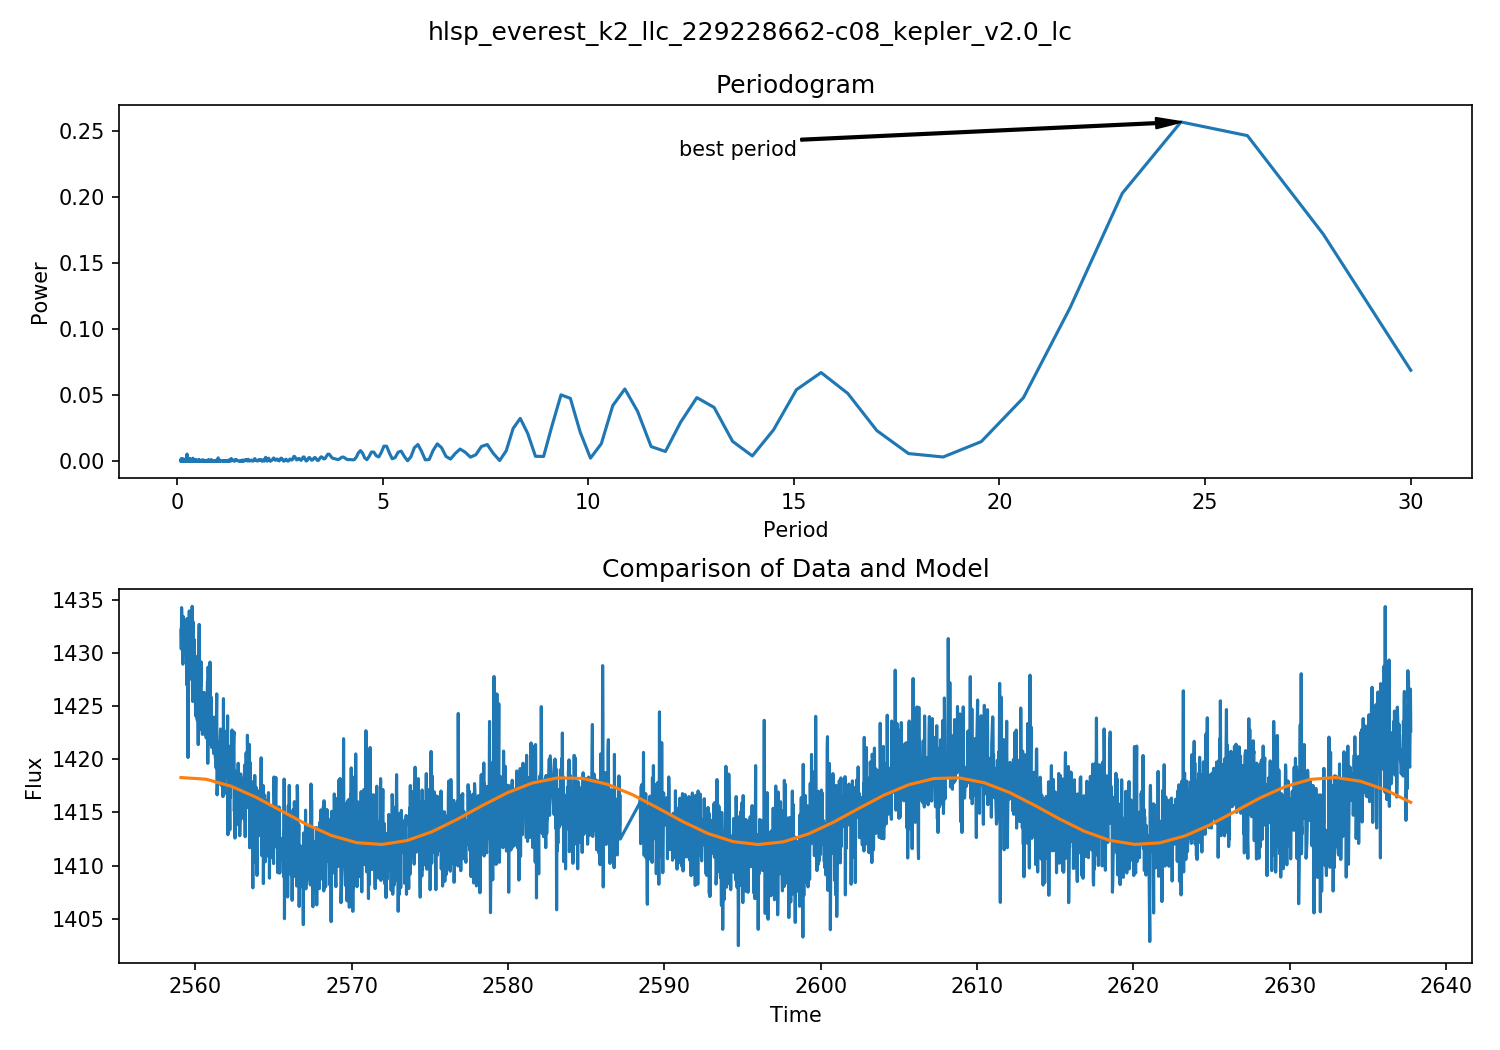 hlsp_everest_k2_llc_229228662-c08_kepler_v2.0_lc
Periodogram
0.25
0.20
0.15
0.10
0.05
0.00
Power
best period
0 5 10 15 20 25 30
Period
Comparison of Data and Model
1435
1430
1425
1420
1415
1410
1405
Flux
2560 2570 2580 2590 2600 2610 2620 2630 2640
Time